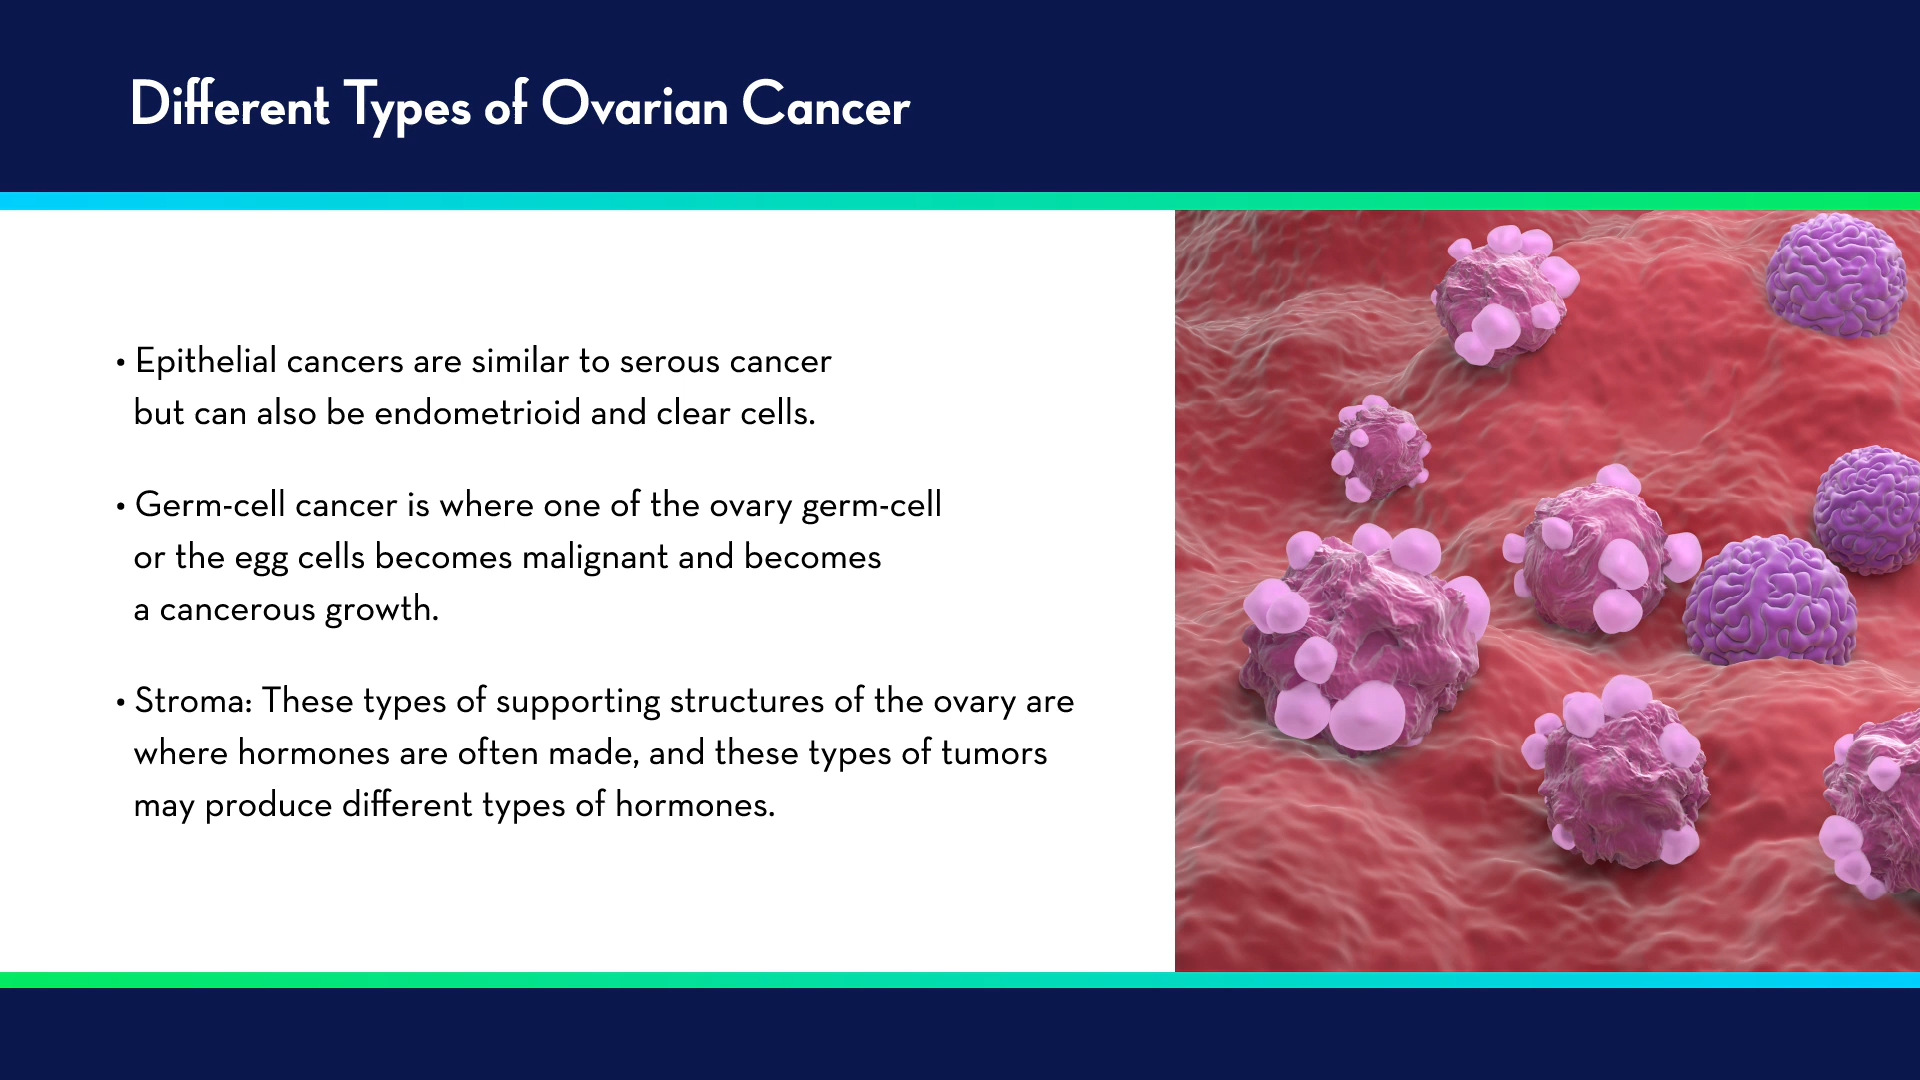 Different Types of Ovarian Cancer
• Epithelial cancers are similar to serous cancer
but can also be endometrioid and clear cells.
• Germ-cell cancer is where one of the ovary germ-cell
or the egg cells becomes malignant and becomes
a cancerous growth.
• Stroma: These types of supporting structures of the ovary are
where hormones are often made, and these types of tumors
may produce different types of hormones.